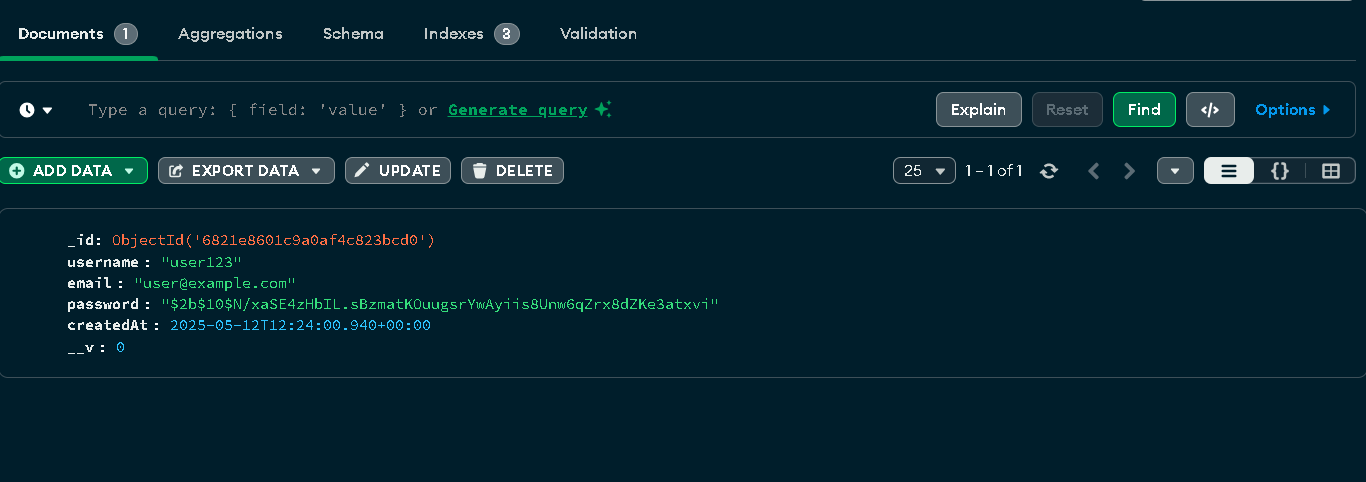 Documents 1 Aggregations Schema Indexes 3 Validation
Type a query: { field: 'value' } or Generate query Explain Reset Find </> Options
ADD DATA EXPORT DATA UPDATE DELETE 25 1 – 1 of 1 {}
_id: ObjectId('6821e8601c9a0af4c823bcd0')
username : "user123"
email : "user@example.com"
password : "$2b$10$N/xaSE4zHbIL.sBzmatKOuugsrYwAyiis8Unw6qZrx8dZKe3atxvi"
createdAt : 2025-05-12T12:24:00.940+00:00
__v : 0